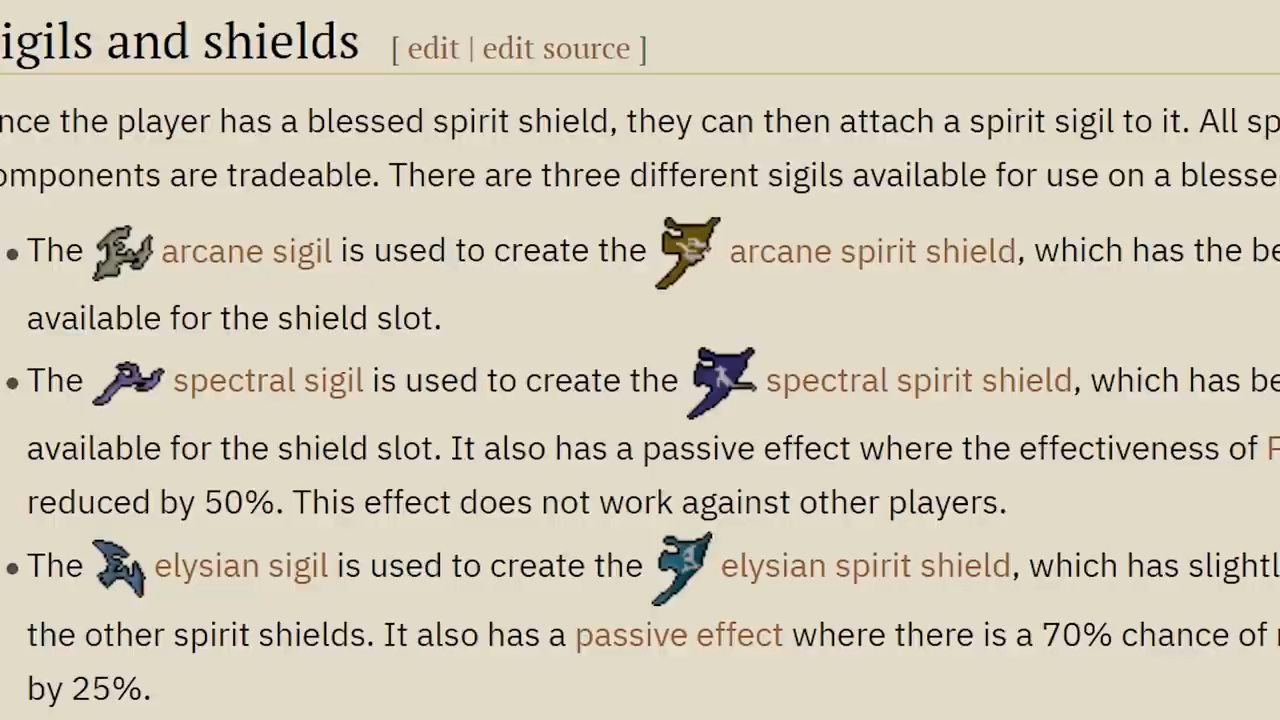 igils and shields [ edit | edit source ]
nce the player has a blessed spirit shield, they can then attach a spirit sigil to it. All sp
omponents are tradeable. There are three different sigils available for use on a blesse
• The arcane sigil is used to create the arcane spirit shield, which has the be
available for the shield slot.
• The spectral sigil is used to create the spectral spirit shield, which has be
available for the shield slot. It also has a passive effect where the effectiveness of P
reduced by 50%. This effect does not work against other players.
• The elysian sigil is used to create the elysian spirit shield, which has slightl
the other spirit shields. It also has a passive effect where there is a 70% chance of
by 25%.